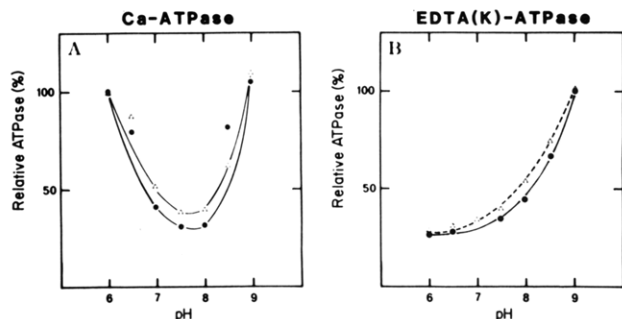 Ca-ATPase
EDTA(K)-ATPase
A
B
Relative ATPase (%)
100
50
6 7 8 9
pH
Relative ATPase (%)
100
50
6 7 8 9
pH